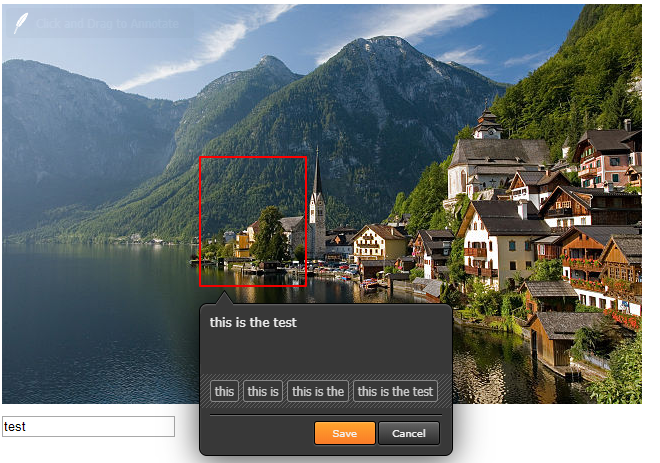 Click and Drag to Annotate
this is the test
this this is this is the this is the test
Save Cancel
test